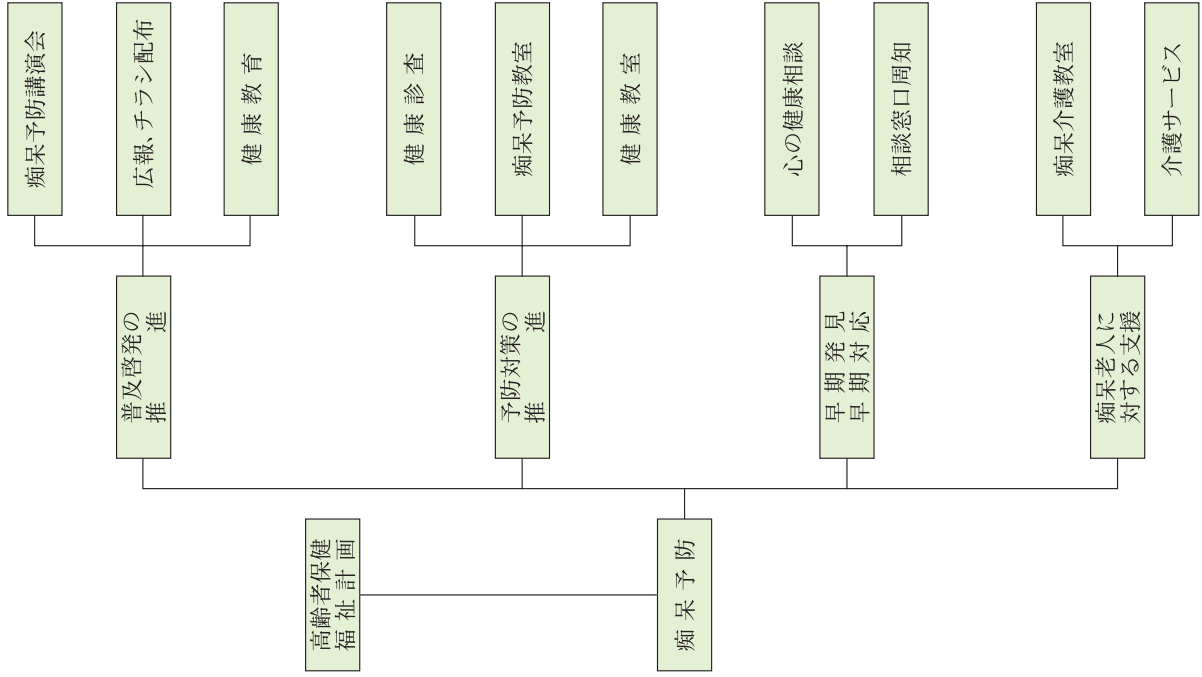 高齢者保健
福祉計画
痴呆予防
普及啓発の
推進
痴呆予防講演会
広報、チラシ配布
健康教育
予防対策の
推進
健康診査
痴呆予防教室
健康教室
早期発見
早期対応
心の健康相談
相談窓口周知
痴呆老人に
対する支援
痴呆介護教室
介護サービス